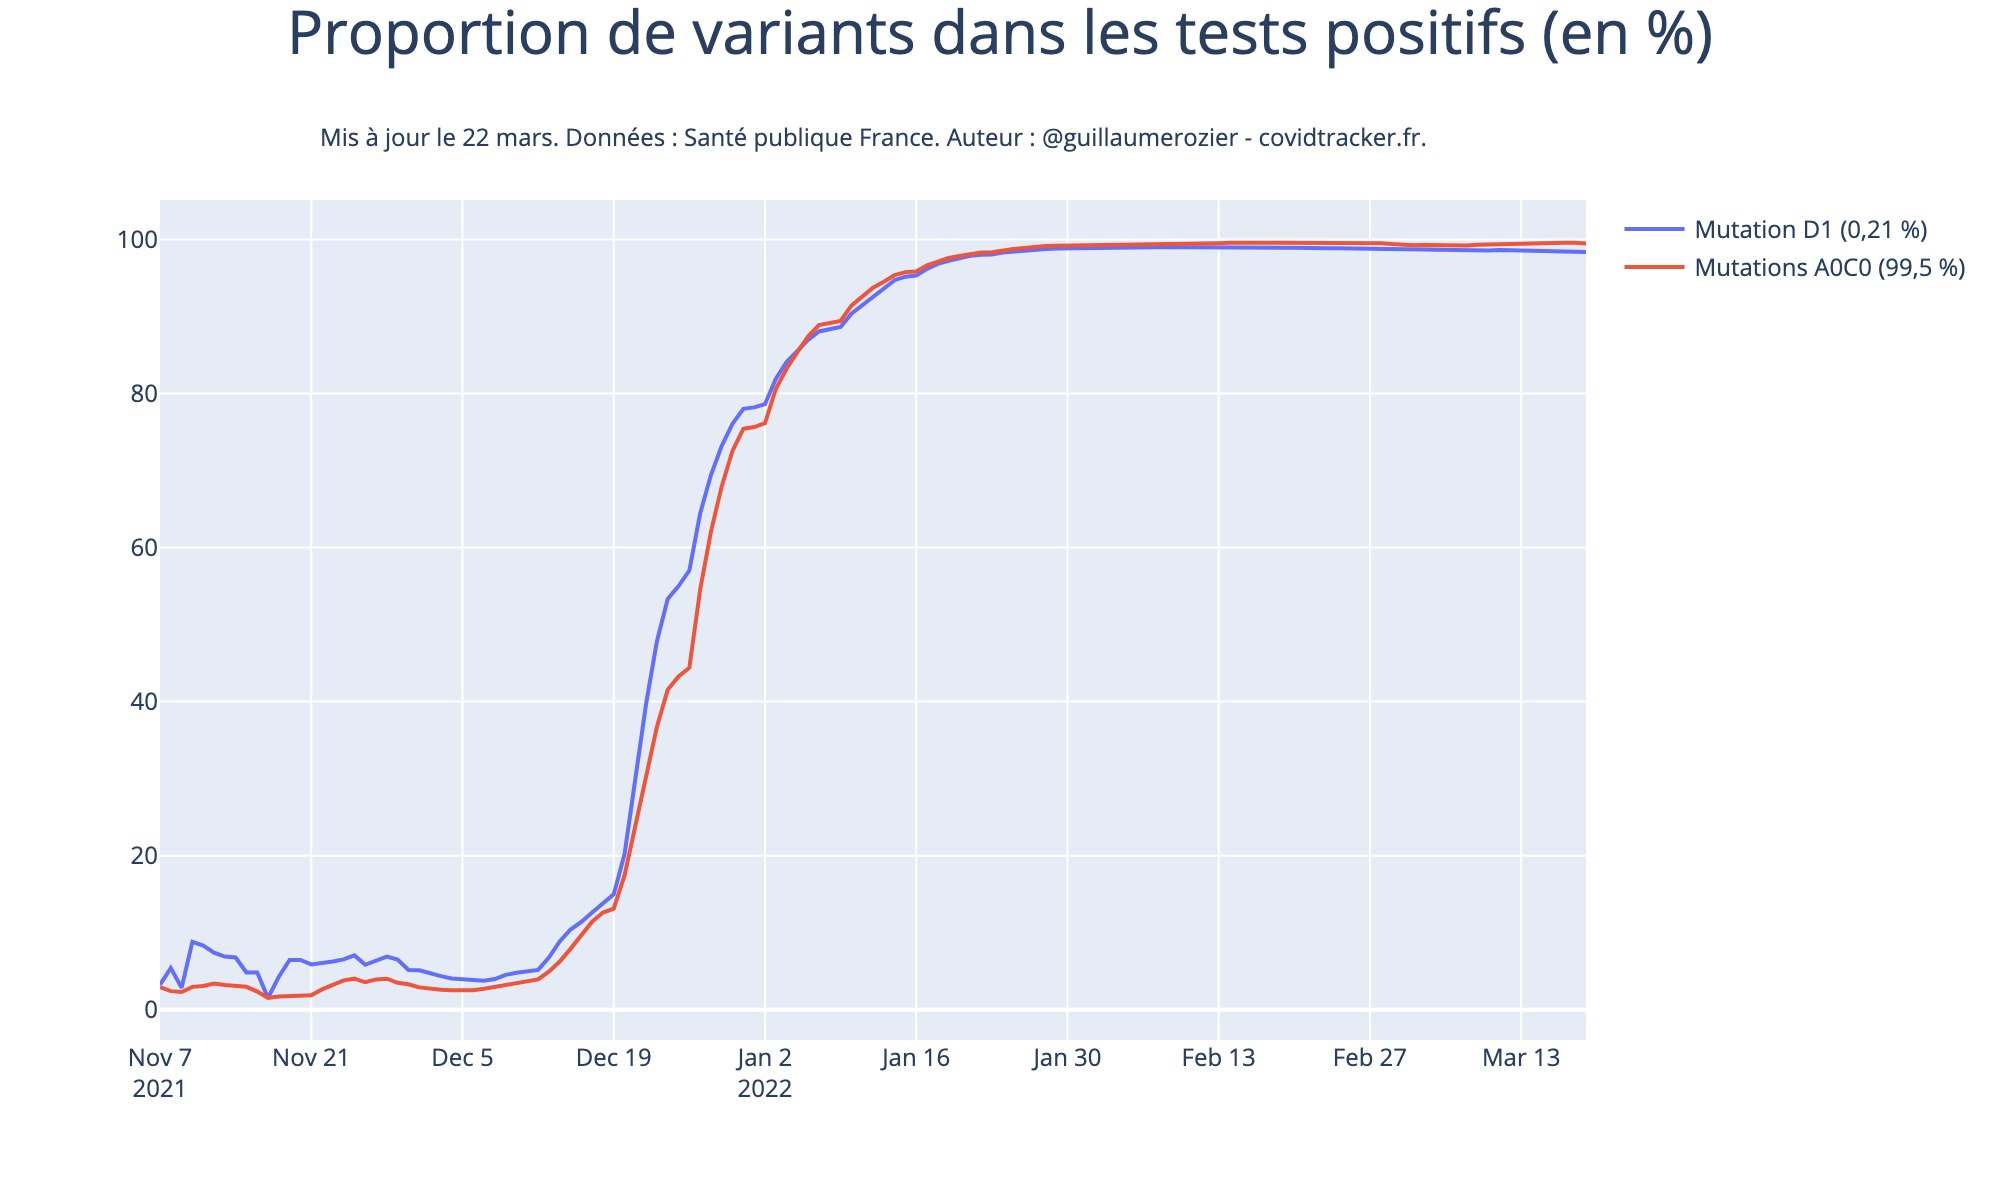 Proportion de variants dans les tests positifs (en %)
Mis à jour le 22 mars. Données : Santé publique France. Auteur : @guillaumerozier - covidtracker.fr.
Mutation D1 (0,21 %)
Mutations A0C0 (99,5 %)
100
80
60
40
20
0
Nov 7 Nov 21 Dec 5 Dec 19 Jan 2 Jan 16 Jan 30 Feb 13 Feb 27 Mar 13
2021 2022